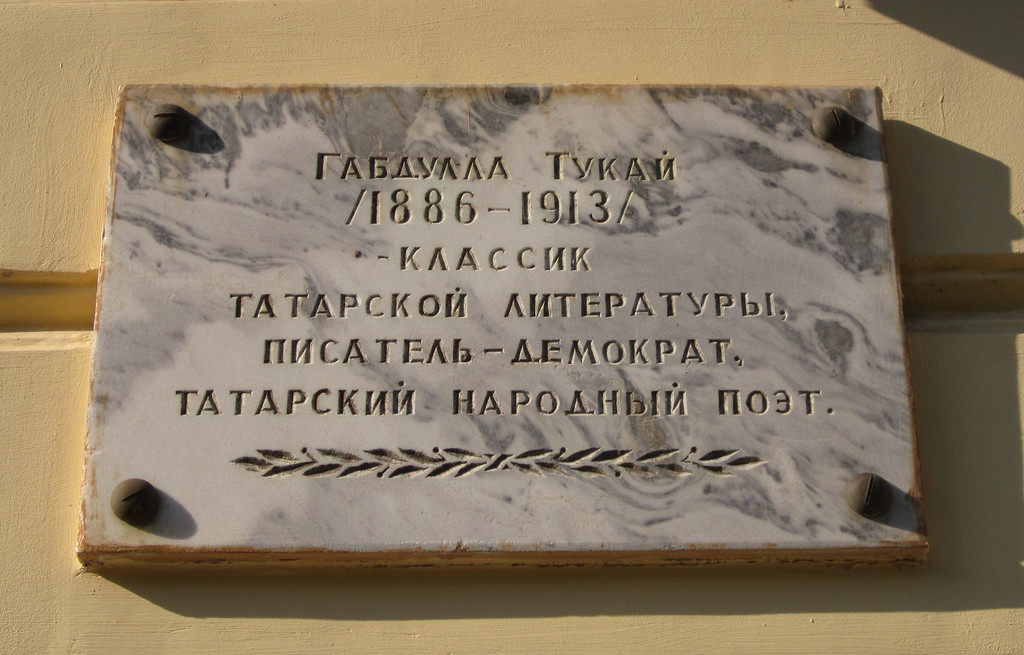 ГАБДУЛЛА ТУКАЙ
/1886-1913/
-КЛАССИК
ТАТАРСКОЙ ЛИТЕРАТУРЫ,
ПИСАТЕЛЬ-ДЕМОКРАТ,
ТАТАРСКИЙ НАРОДНЫЙ ПОЭТ.